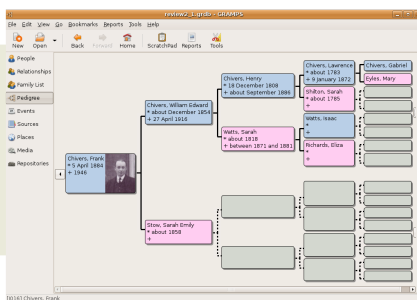 review2_L.grdb - GRAMPS
File Edit View Go Bookmarks Reports Tools Help
New Open Back Forward Home ScratchPad Reports Tools
People
Relationships
Family List
Pedigree
Events
Sources
Places
Media
Repositories
Chivers, Frank
* 5 April 1884
+ 1946
Chivers, William Edward
* about December 1854
+ 27 April 1916
Stow, Sarah Emily
* about 1858
+
Chivers, Henry
* 18 December 1808
+ about September 1886
Watts, Sarah
* about 1818
+ between 1871 and 1881
Chivers, Lawrence
* about 1783
+ 9 January 1872
Shilton, Sarah
* about 1785
+
Watts, Isaac
*
+
Richards, Eliza
*
+
Chivers, Gabriel
Eyles, Mary
[I016] Chivers, Frank